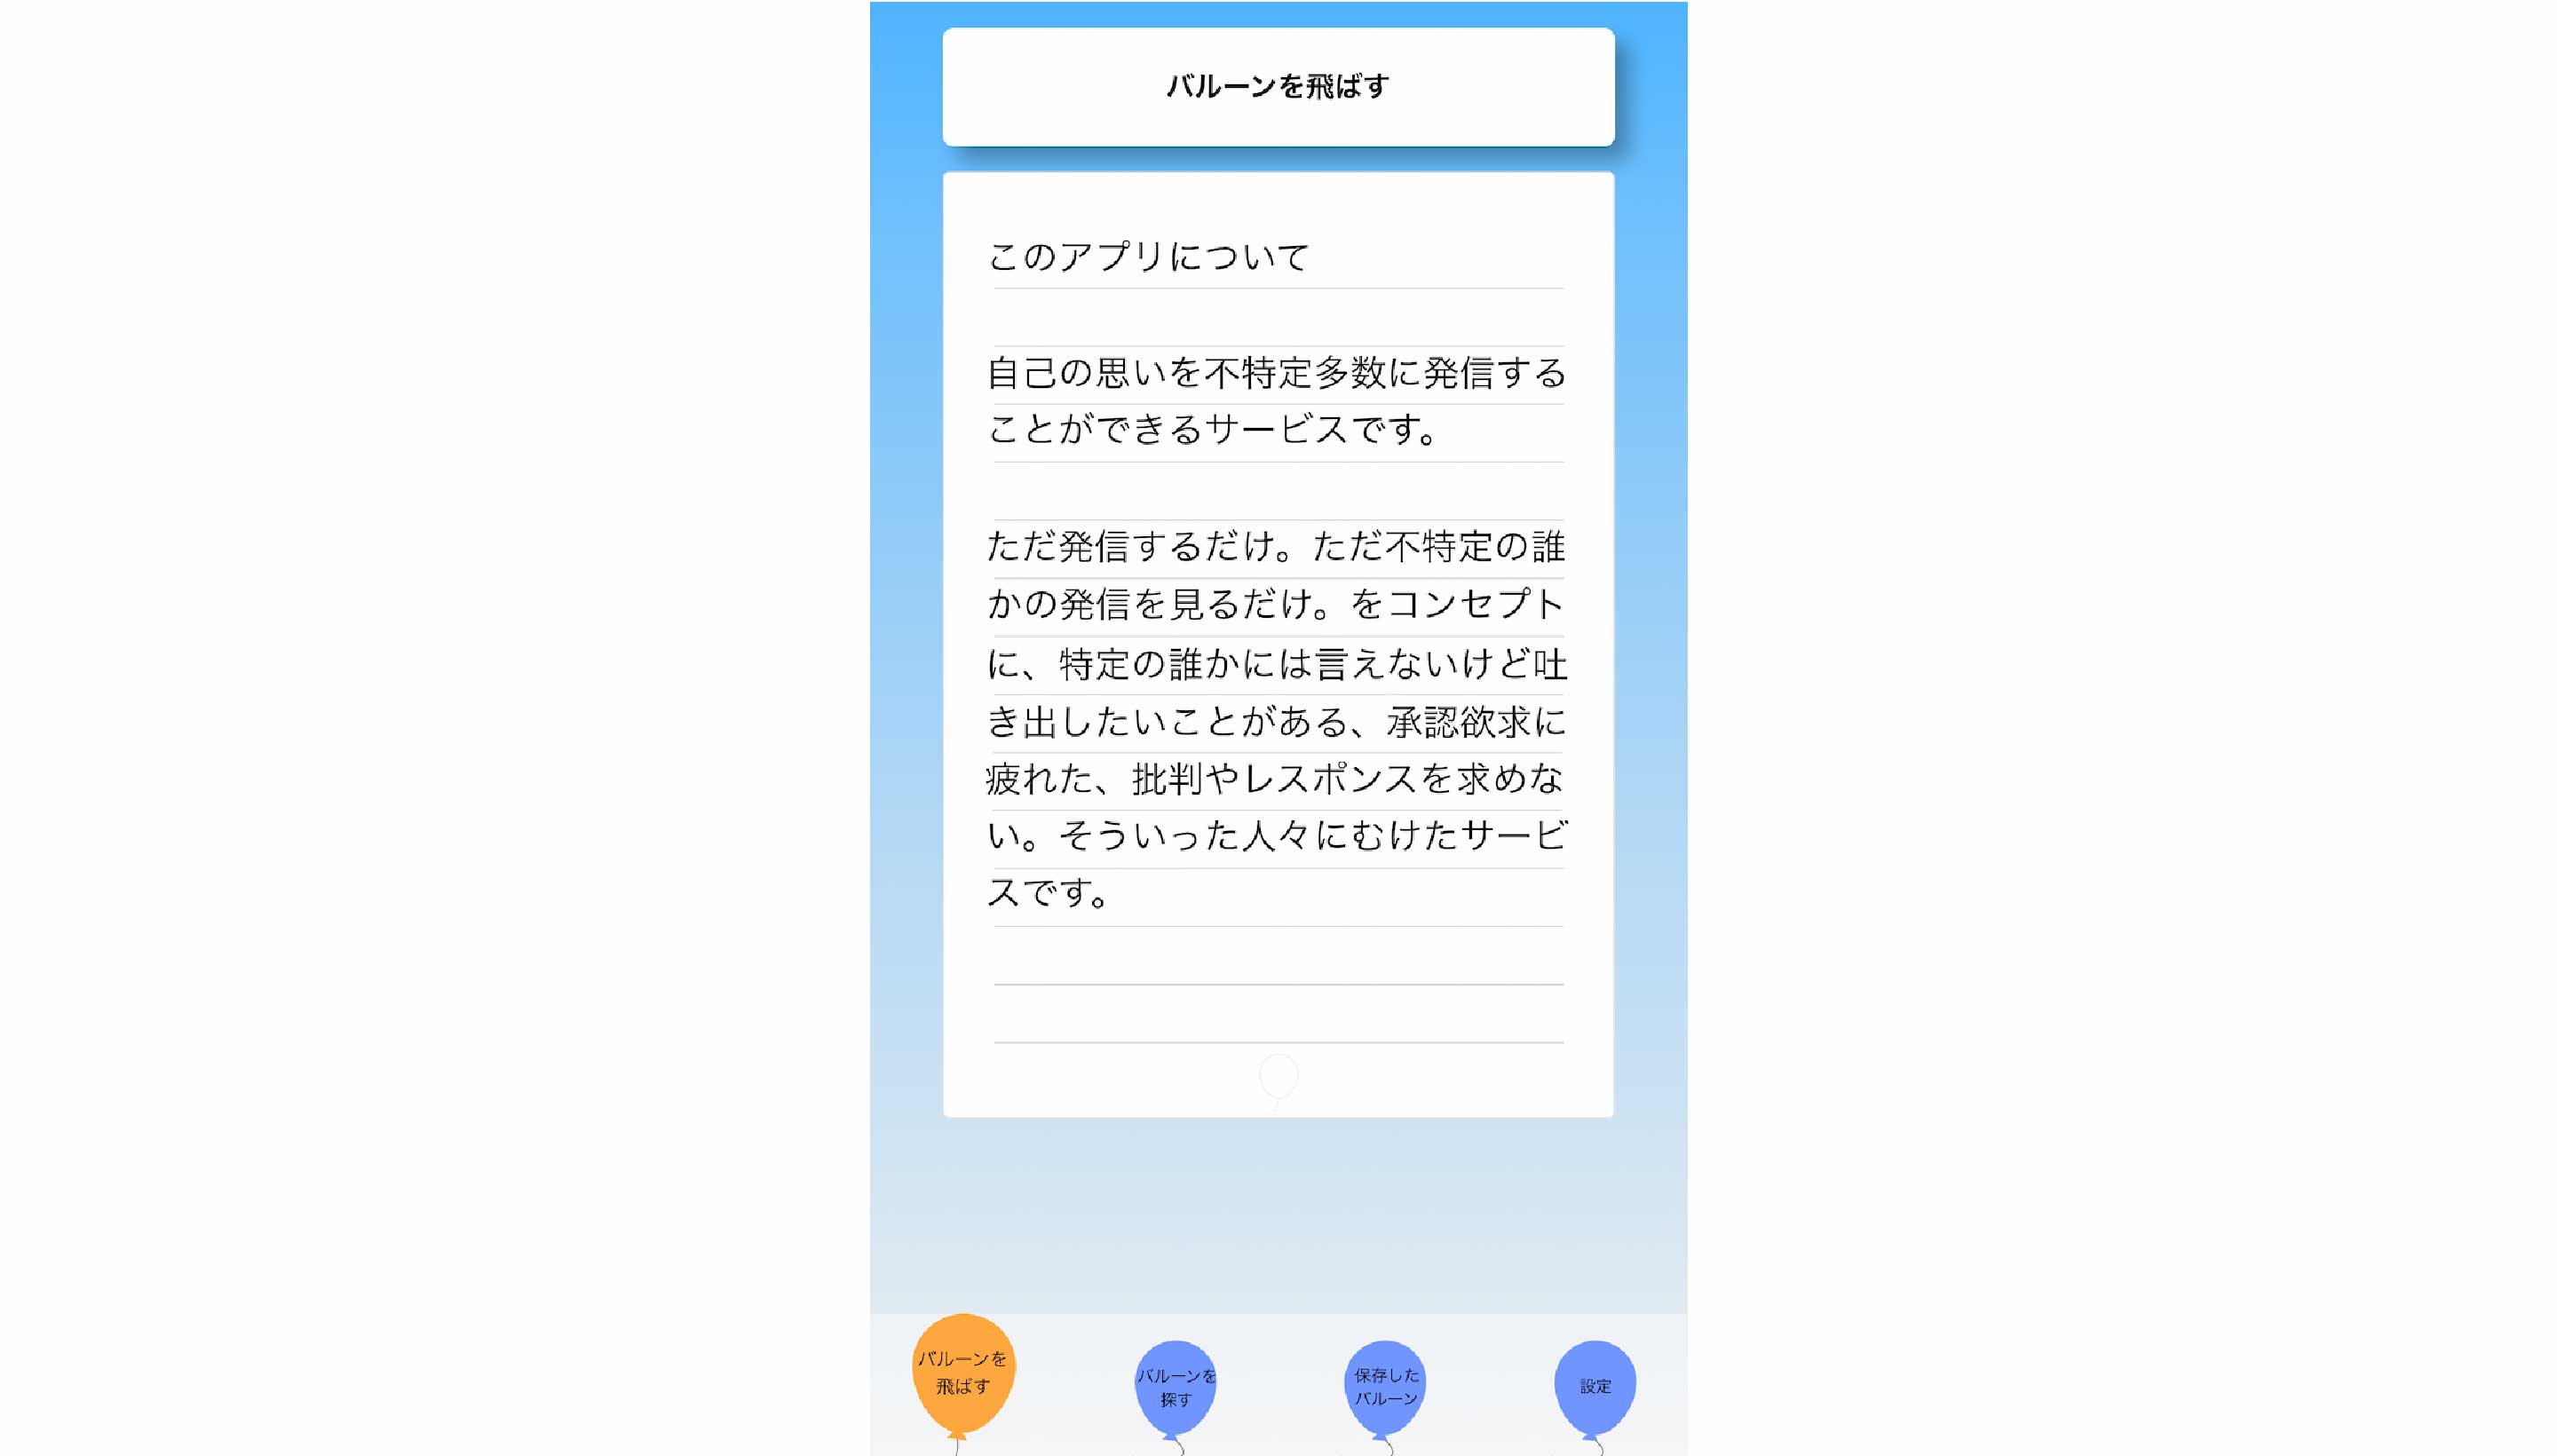 バルーンを飛ばす
このアプリについて
自己の思いを不特定多数に発信する
ことができるサービスです。
ただ発信するだけ。ただ不特定の誰
かの発信を見るだけ。をコンセプト
に、特定の誰かには言えないけど吐
き出したいことがある、承認欲求に
疲れた、批判やレスポンスを求めな
い。そういった人々にむけたサービ
スです。
バルーンを
飛ばす
バルーンを
探す
保存した
バルーン
設定